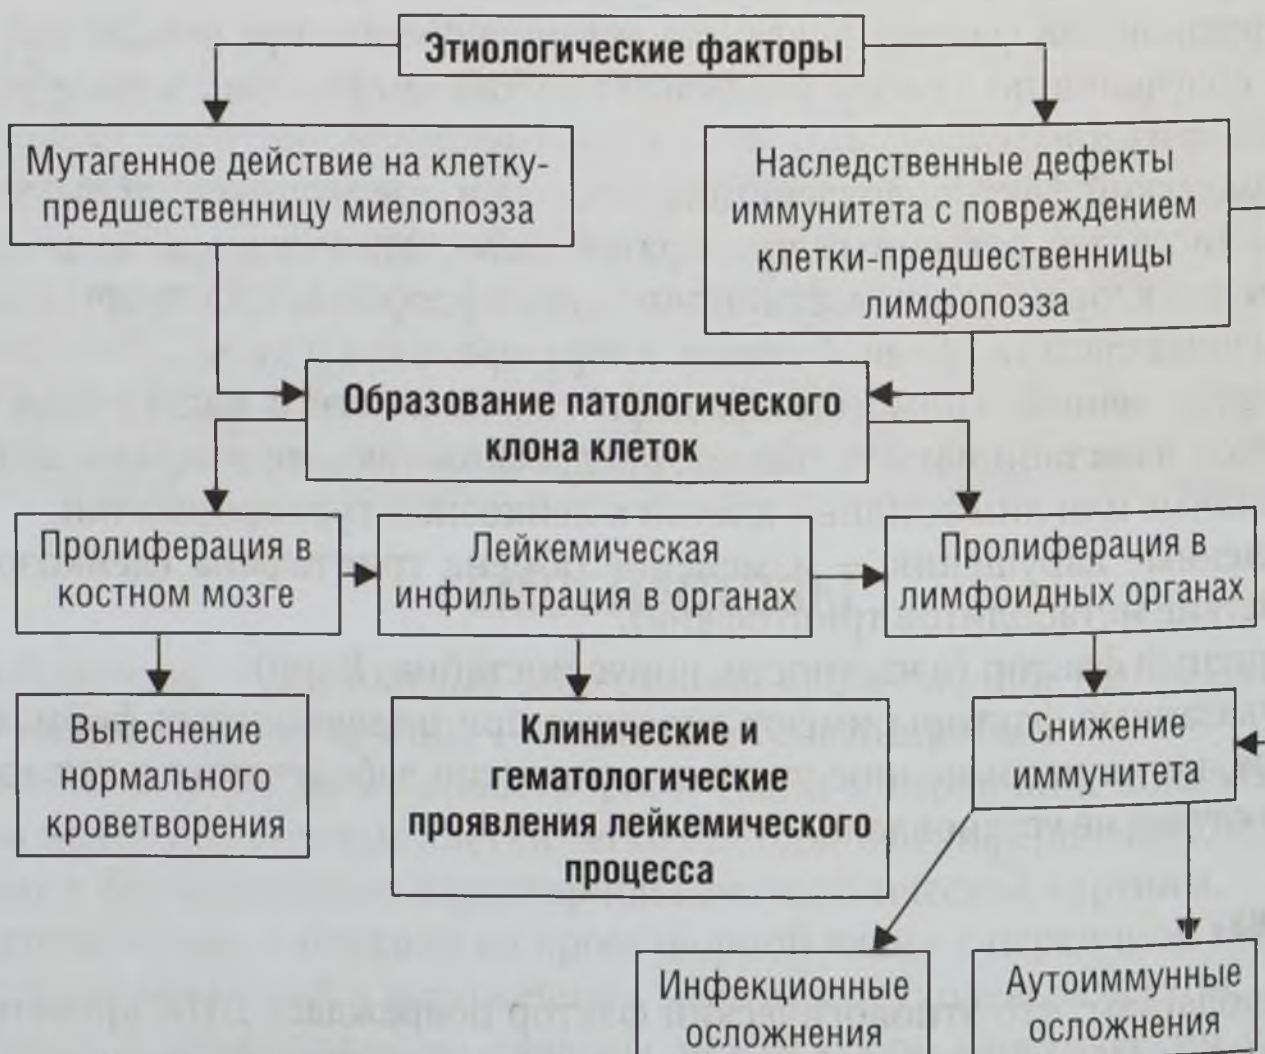 Этиологические факторы
Мутагенное действие на клетку-
предшественницу миелопоэза
Наследственные дефекты
иммунитета с повреждением
клетки-предшественницы
лимфопоэза
Образование патологического
клона клеток
Пролиферация в
костном мозге
Лейкемическая
инфильтрация в органах
Пролиферация в
лимфоидных органах
Вытеснение
нормального
кроветворения
Клинические и
гематологические
проявления лейкемического
процесса
Снижение
иммунитета
Инфекционные
осложнения
Аутоиммунные
осложнения